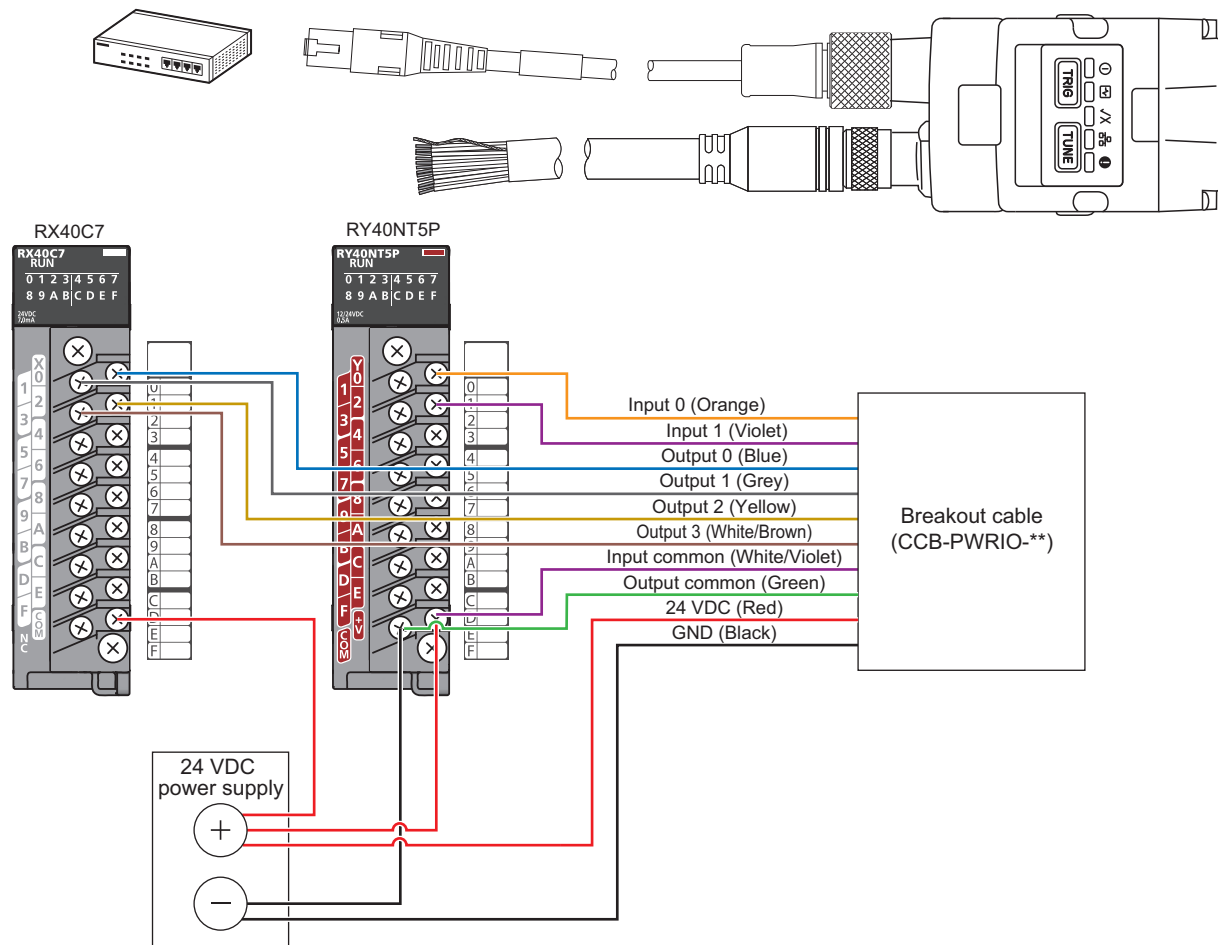 TRIG
TUNE
RX40C7
RX40C7
RUN
0 1 2 3 4 5 6 7
8 9 A B C D E F
24VDC
7.0mA
X
0
1
2
3
4
5
6
7
8
9
A
B
C
D
E
F
COM
NC
0
1
2
3
4
5
6
7
8
9
A
B
C
D
E
F
RY40NT5P
RY40NT5P
RUN
0 1 2 3 4 5 6 7
8 9 A B C D E F
12/24VDC
0.5A
Y
0
1
2
3
4
5
6
7
8
9
A
B
C
D
E
F
+V
COM
0
1
2
3
4
5
6
7
8
9
A
B
C
D
E
F
Input 0 (Orange)
Input 1 (Violet)
Output 0 (Blue)
Output 1 (Grey)
Output 2 (Yellow)
Output 3 (White/Brown)
Input common (White/Violet)
Output common (Green)
24 VDC (Red)
GND (Black)
Breakout cable
(CCB-PWRIO-**)
24 VDC
power supply
+
−